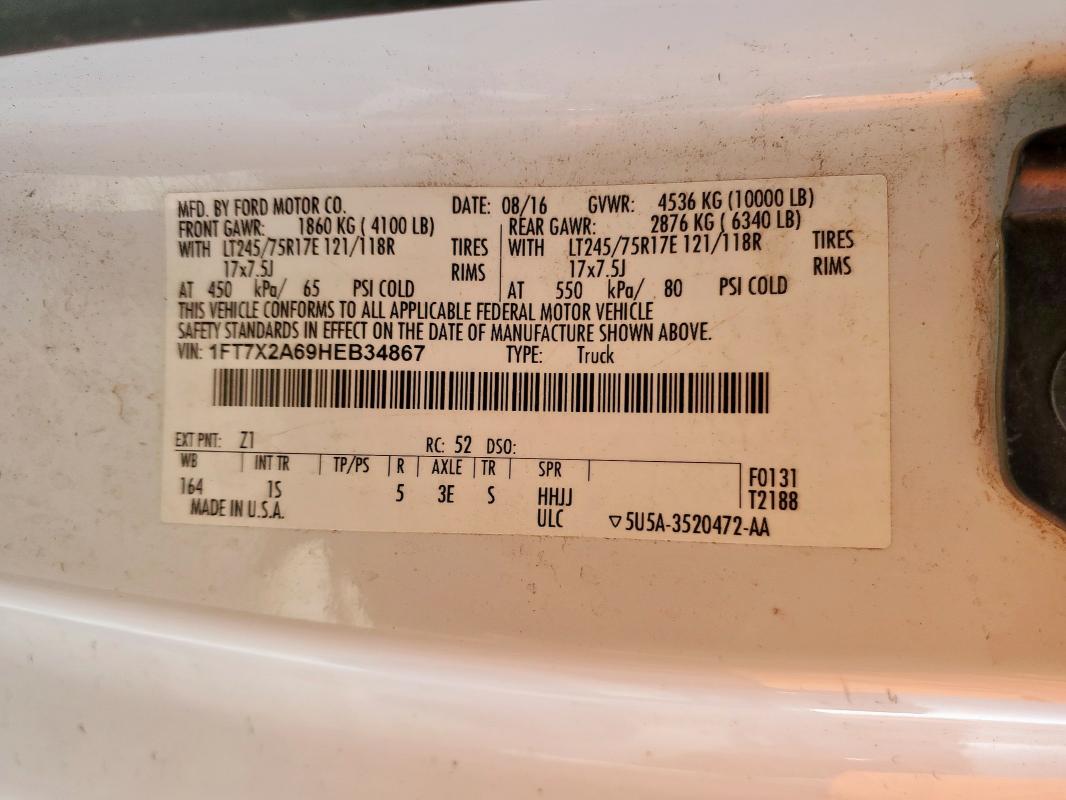 MFD. BY FORD MOTOR CO. DATE: 08/16 GVWR: 4536 KG (10000 LB)
FRONT GAWR: 1860 KG ( 4100 LB) REAR GAWR: 2876 KG ( 6340 LB)
WITH LT245/75R17E 121/118R TIRES WITH LT245/75R17E 121/118R TIRES
17x7.5J RIMS 17x7.5J RIMS
AT 450 kPa/ 65 PSI COLD AT 550 kPa/ 80 PSI COLD
THIS VEHICLE CONFORMS TO ALL APPLICABLE FEDERAL MOTOR VEHICLE
SAFETY STANDARDS IN EFFECT ON THE DATE OF MANUFACTURE SHOWN ABOVE.
VIN: 1FT7X2A69HEB34867 TYPE: Truck
EXT PNT: Z1 RC: 52 DSO:
WB INT TR TP/PS R AXLE TR SPR F0131
164 1S 5 3E S HHJJ T2188
MADE IN U.S.A. ULC ▽5U5A-3520472-AA